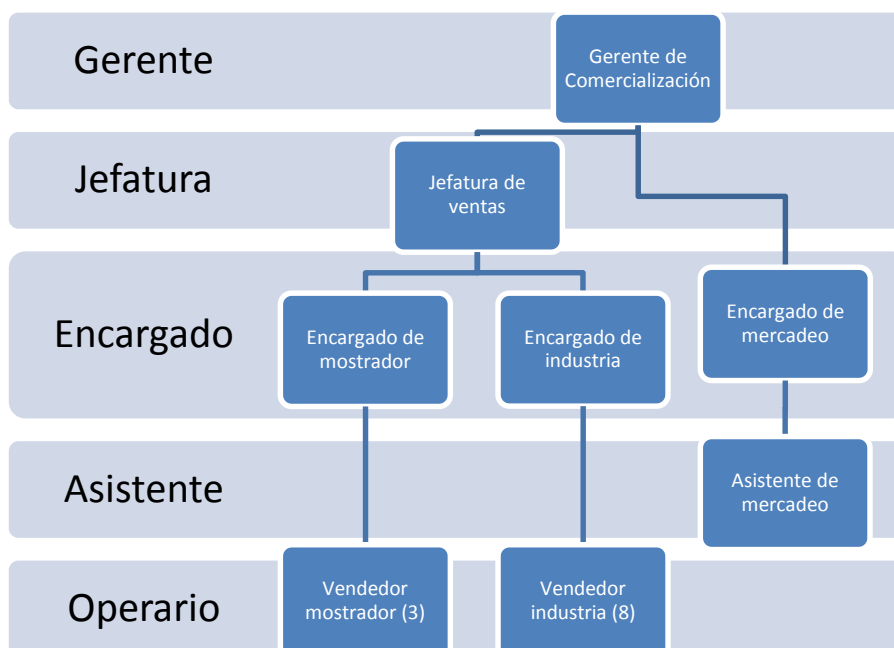 Gerente
Gerente de
Comercialización
Jefatura
Jefatura de
ventas
Encargado
Encargado de
mostrador
Encargado de
industria
Encargado de
mercadeo
Asistente
Asistente de
mercadeo
Operario
Vendedor
mostrador (3)
Vendedor
industria (8)